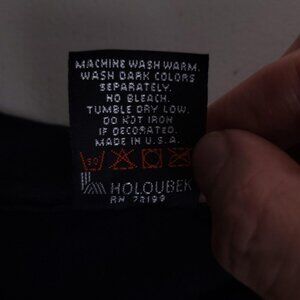 MACHINE WASH WARM.
WASH DARK COLORS
SEPARATELY.
NO BLEACH.
TUMBLE DRY LOW.
DO NOT IRON
IF DECORATED.
MADE IN U.S.A.
HOLOUBEK
RN 78199